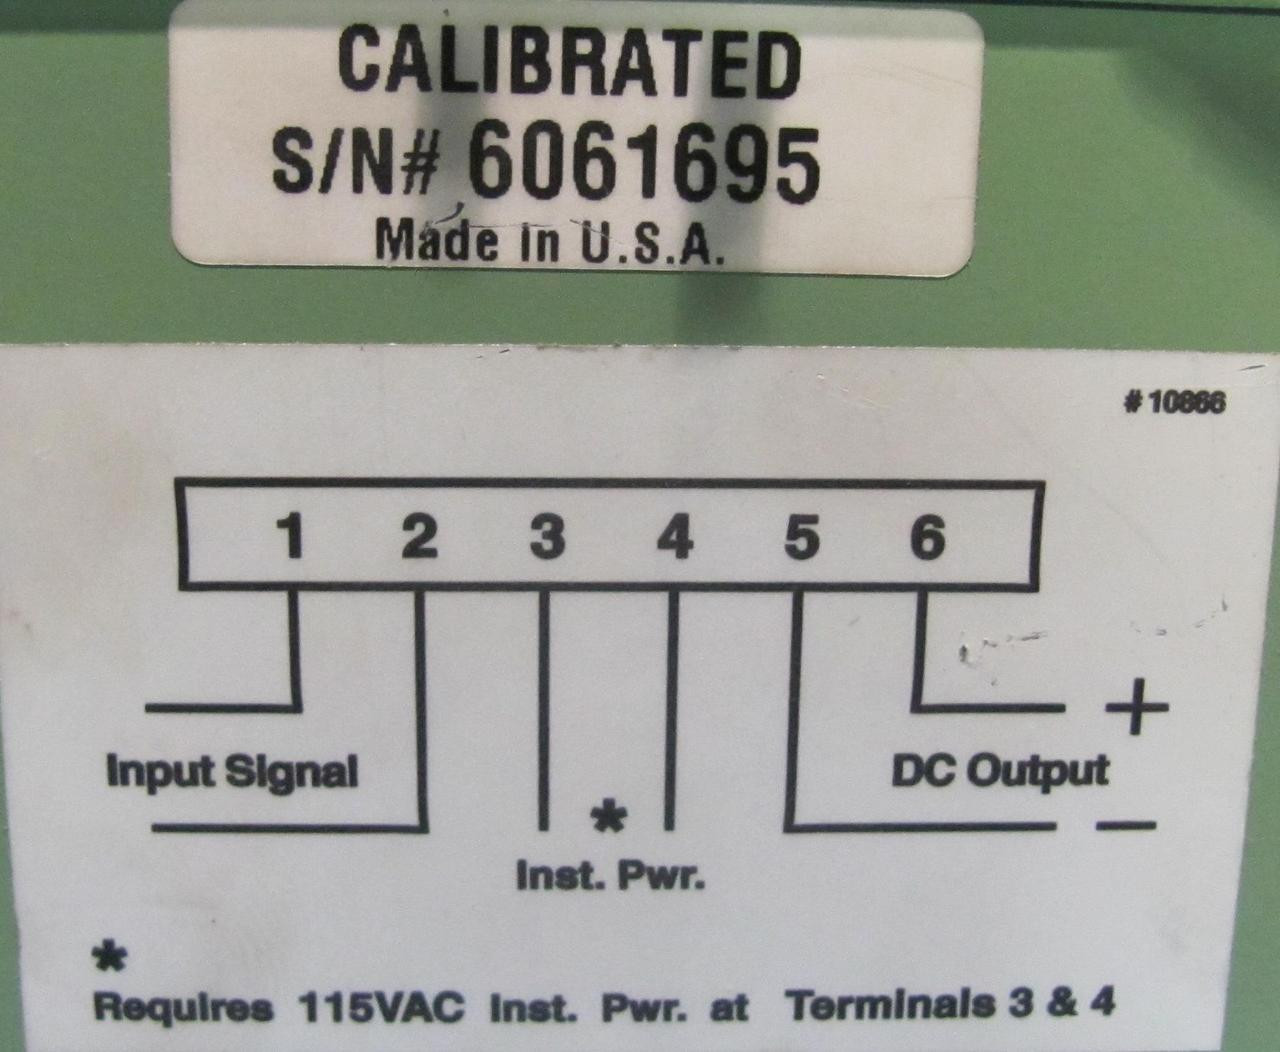 CALIBRATED
S/N# 6061695
Made in U.S.A.
# 10866
1 2 3 4 5 6
+
Input Signal
DC Output
* −
Inst. Pwr.
*
Requires 115VAC Inst. Pwr. at Terminals 3 & 4